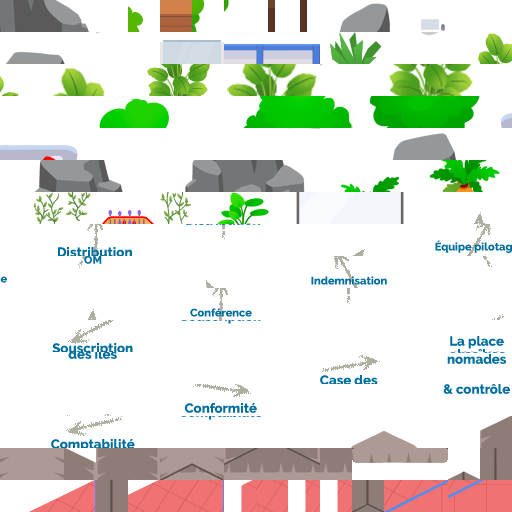 Équipe pilotag
Distribution
OM
e
Indemnisation
Conférence
Souscription
des îles
La place
nomades
Case des
& contrôle
Conformité
Comptabilité